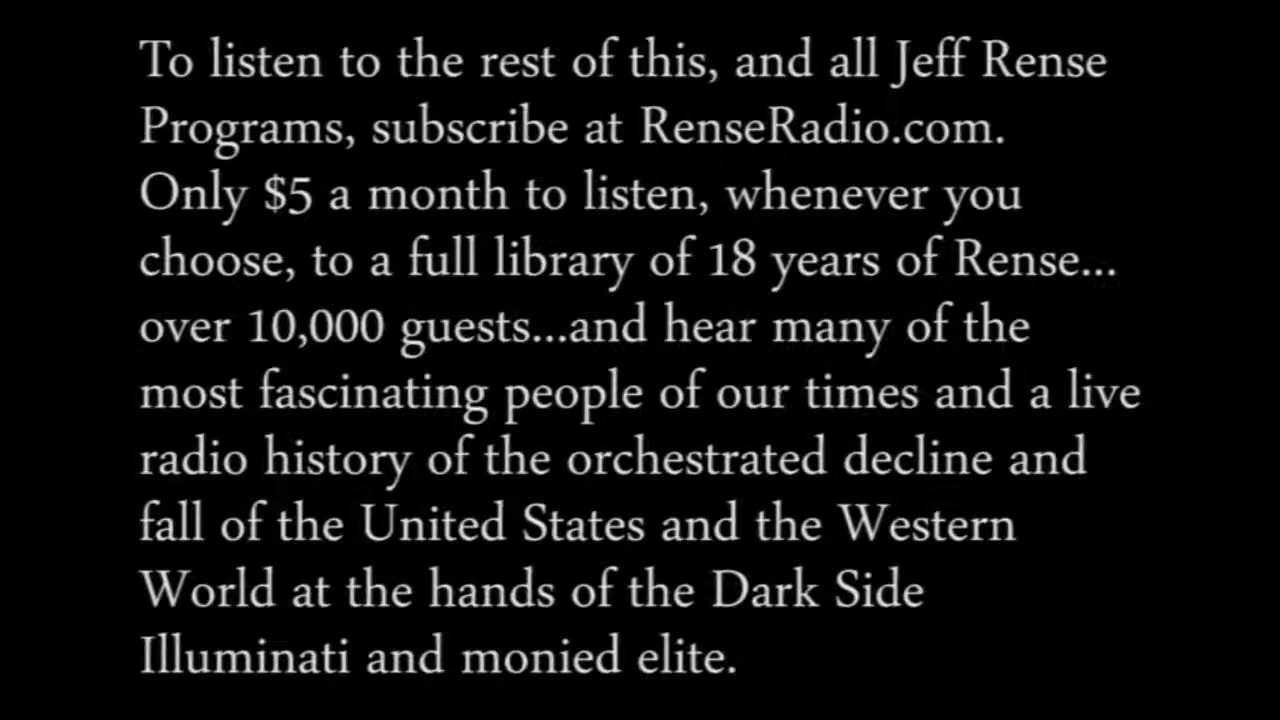 To listen to the rest of this, and all Jeff Rense
Programs, subscribe at RenseRadio.com.
Only $5 a month to listen, whenever you
choose, to a full library of 18 years of Rense...
over 10,000 guests...and hear many of the
most fascinating people of our times and a live
radio history of the orchestrated decline and
fall of the United States and the Western
World at the hands of the Dark Side
Illuminati and monied elite.